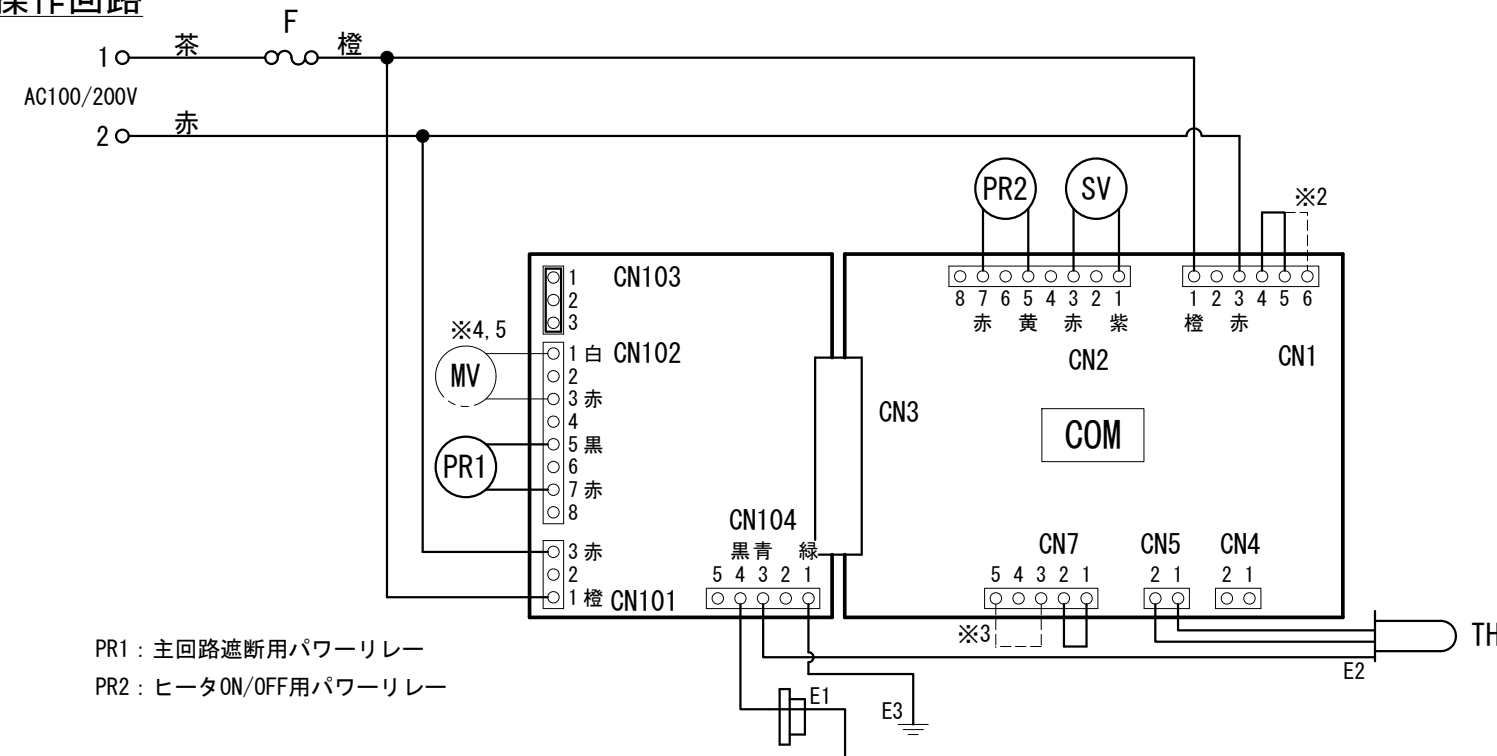 操作回路
F
1 茶 橙
AC100/200V
2 赤
PR2 SV ※2
8 7 6 5 4 3 2 1
赤 黄 赤 紫
CN2
1 2 3 4 5 6
橙 赤
CN1
1 CN103
2
3
※4,5
MV
1 白 CN102
2
3 赤
4
PR1
5 黒
6
7 赤
8
CN3
COM
3 赤
2
1 橙 CN101
CN104
黒 青 緑
5 4 3 2 1
CN7
5 4 3 2 1
CN5
2 1
CN4
2 1
※3
TH
E2
PR1：主回路遮断用パワーリレー
PR2：ヒータON/OFF用パワーリレー
E1
E3